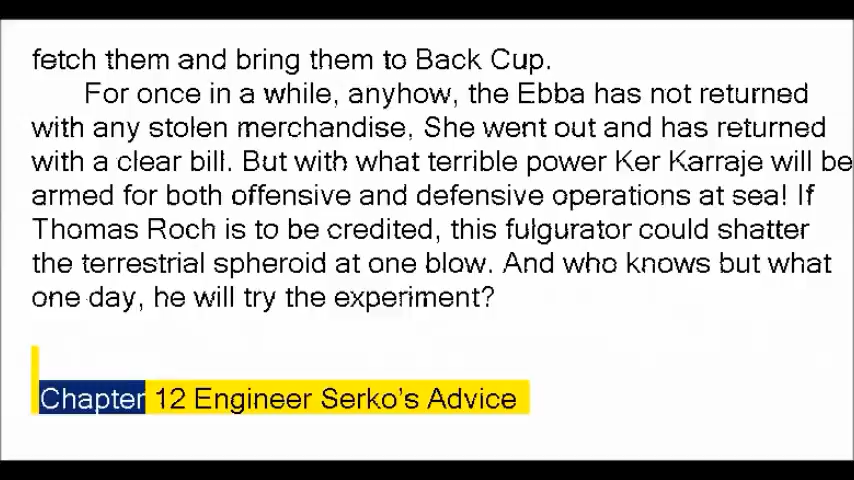 fetch them and bring them to Back Cup.
For once in a while, anyhow, the Ebba has not returned
with any stolen merchandise, She went out and has returned
with a clear bill. But with what terrible power Ker Karraje will be
armed for both offensive and defensive operations at sea! If
Thomas Roch is to be credited, this fulgurator could shatter
the terrestrial spheroid at one blow. And who knows but what
one day, he will try the experiment?
Chapter 12 Engineer Serko’s Advice